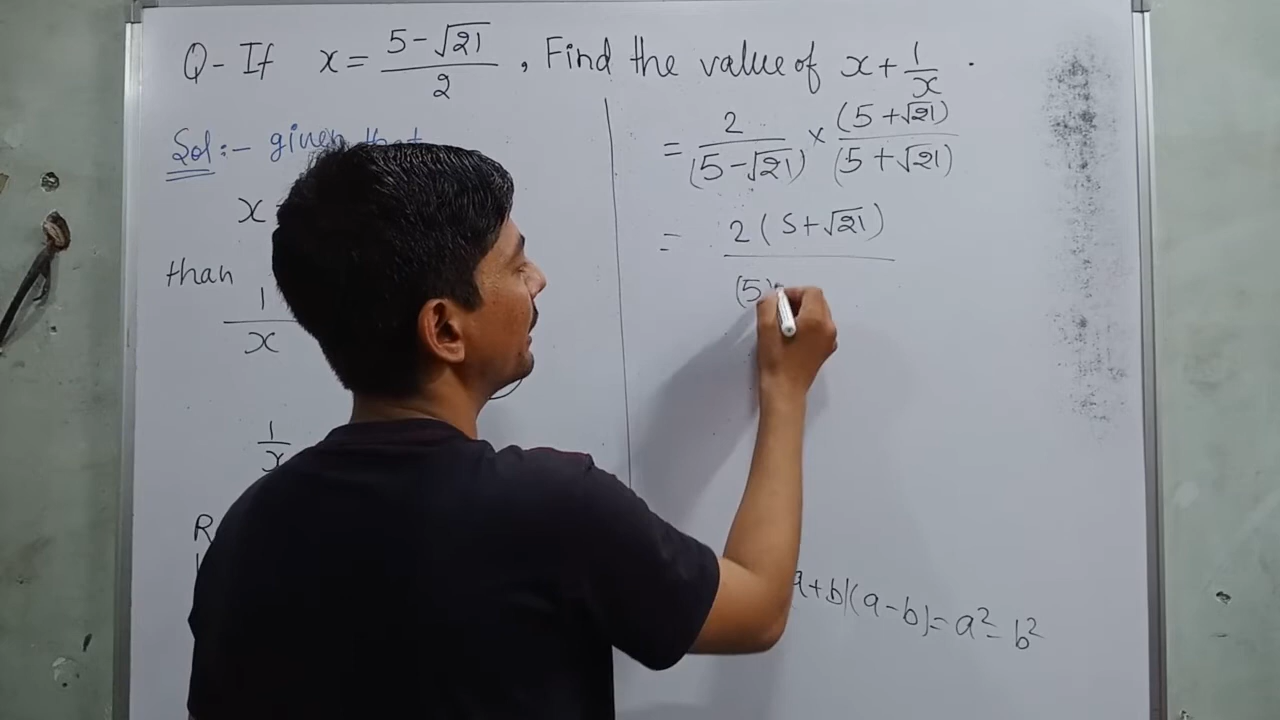 Q- If x = (5-√21)/2 , Find the value of x + 1/x .
Sol:- given that
x
than
1/x
1/x
R
= 2/(5-√21) × (5+√21)/(5+√21)
= 2(5+√21)
(5)
a+b)(a-b)= a²-b²